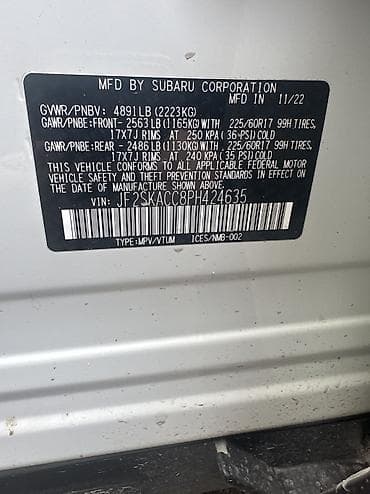 MFD BY SUBARU CORPORATION
MFD IN 11/22
GVWR/PNBV: 4891LB (2223KG)
GAWR/PNBE: FRONT- 2563LB (1165KG) WITH 225/60R17 99H TIRES,
17X7J RIMS AT 250 KPA (36-PSI) COLD
GAWR/PNBE: REAR - 2486LB (1130KG) WITH 225/60R17 99H TIRES,
17X7J RIMS AT 240 KPA (35 PSI) COLD
THIS VEHICLE CONFORMS TO ALL APPLICABLE FEDERAL MOTOR
VEHICLE SAFETY AND THEFT PREVENTION STANDARDS IN EFFECT ON
THE DATE OF MANUFACTURE SHOWN ABOVE.
VIN: JF2SKACC8PH424635
TYPE: MPV/VTUM ICES/NMB-002